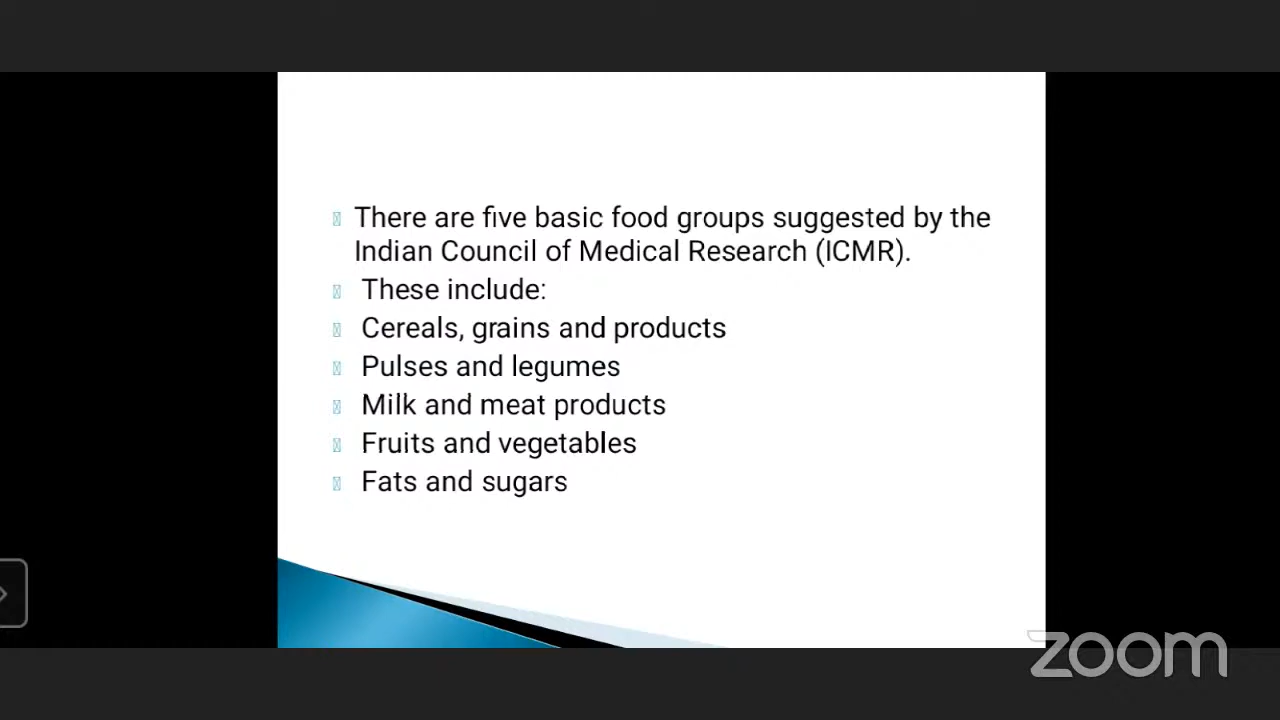 There are five basic food groups suggested by the
Indian Council of Medical Research (ICMR).
These include:
Cereals, grains and products
Pulses and legumes
Milk and meat products
Fruits and vegetables
Fats and sugars
zoom